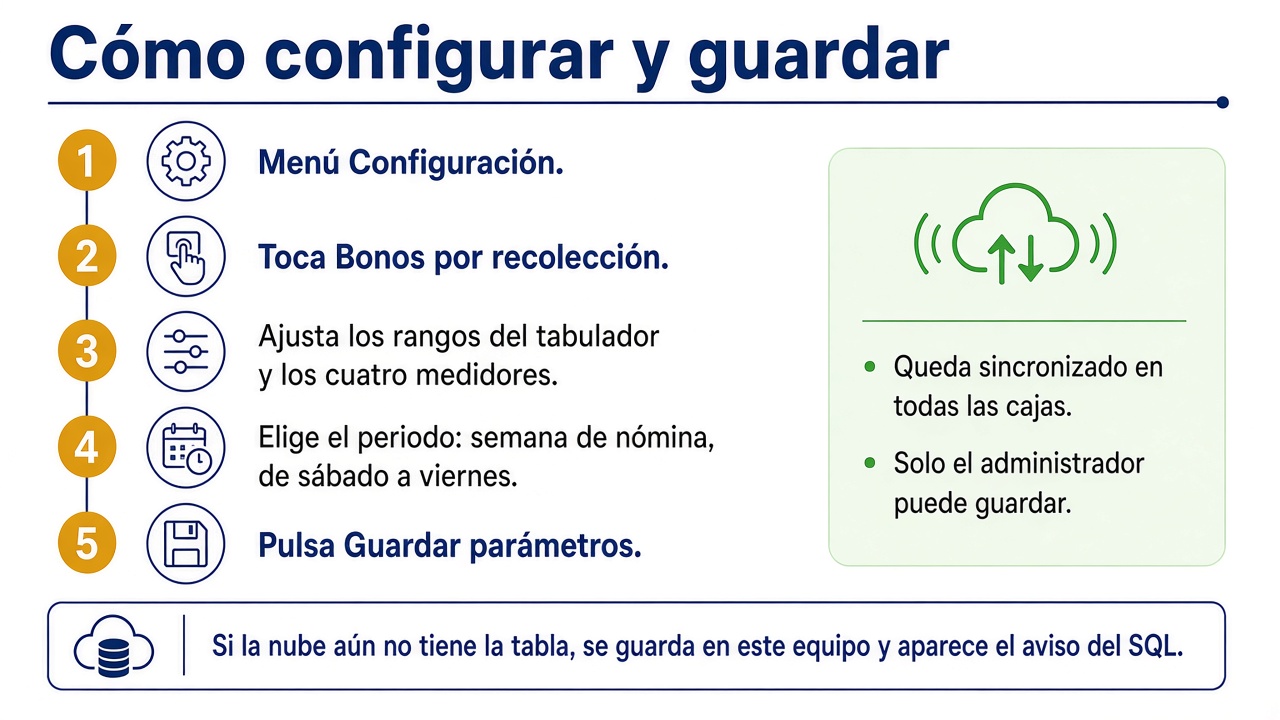 Cómo configurar y guardar
1
Menú Configuración.
2
Toca Bonos por recolección.
3
Ajusta los rangos del tabulador
y los cuatro medidores.
4
Elige el periodo: semana de nómina,
de sábado a viernes.
5
Pulsa Guardar parámetros.
• Queda sincronizado en
todas las cajas.
• Solo el administrador
puede guardar.
Si la nube aún no tiene la tabla, se guarda en este equipo y aparece el aviso del SQL.